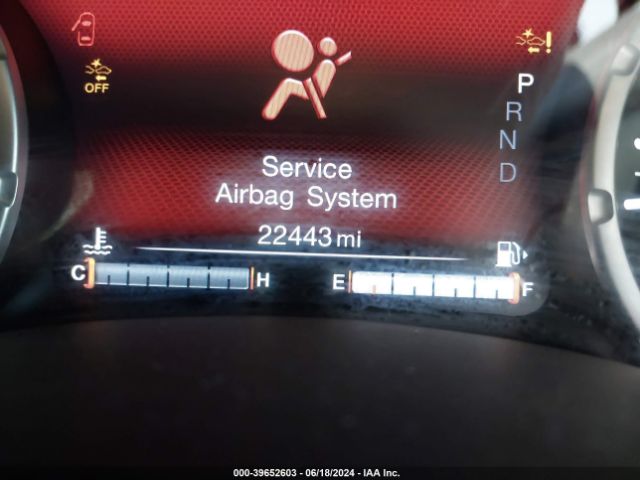 OFF
P
R
N
D
Service
Airbag System
22443 mi
C H E F
000-39652603 - 06/18/2024 - IAA Inc.